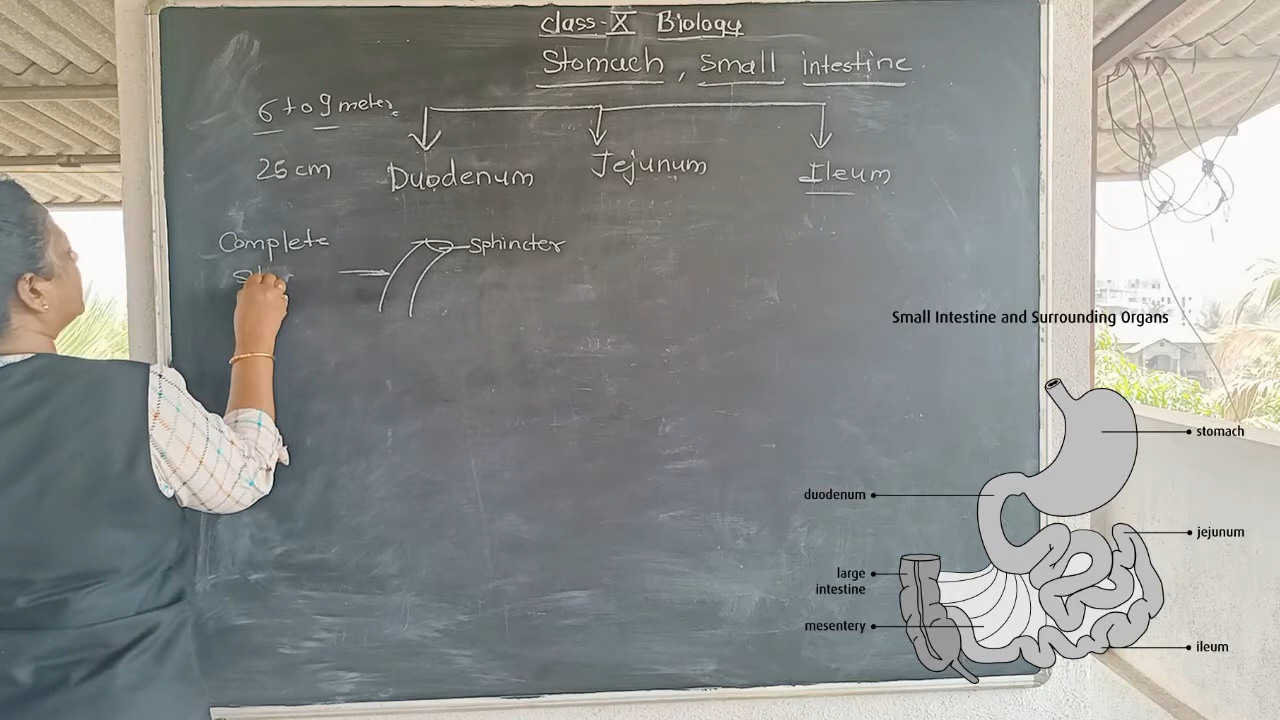 Class-X Biology
Stomach, Small intestine
6 to 9 meter
25 cm
Duodenum Jejunum Ileum
Complete
Sphincter
Small Intestine and Surrounding Organs
stomach
duodenum
jejunum
large
intestine
mesentery
ileum